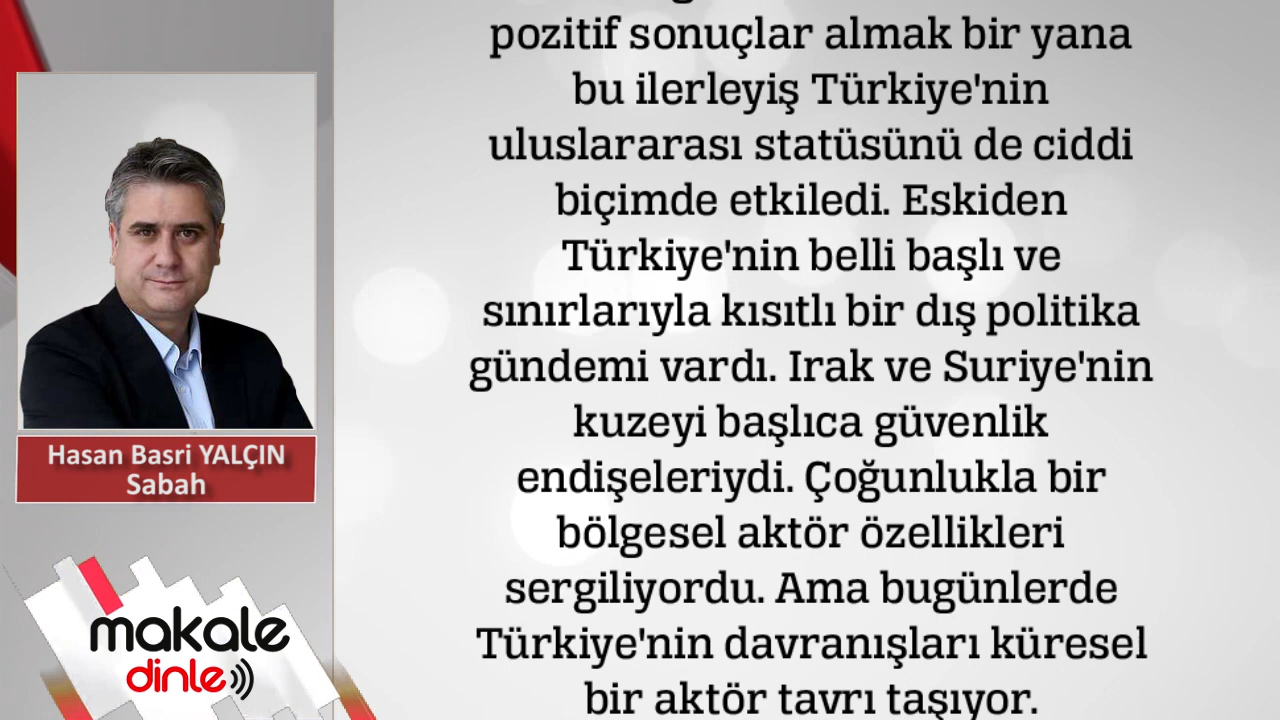 pozitif sonuçlar almak bir yana
bu ilerleyiş Türkiye'nin
uluslararası statüsünü de ciddi
biçimde etkiledi. Eskiden
Türkiye'nin belli başlı ve
sınırlarıyla kısıtlı bir dış politika
gündemi vardı. Irak ve Suriye'nin
kuzeyi başlıca güvenlik
endişeleriydi. Çoğunlukla bir
bölgesel aktör özellikleri
sergiliyordu. Ama bugünlerde
Türkiye'nin davranışları küresel
bir aktör tavrı taşıyor.
Hasan Basri YALÇIN
Sabah
makale
dinle